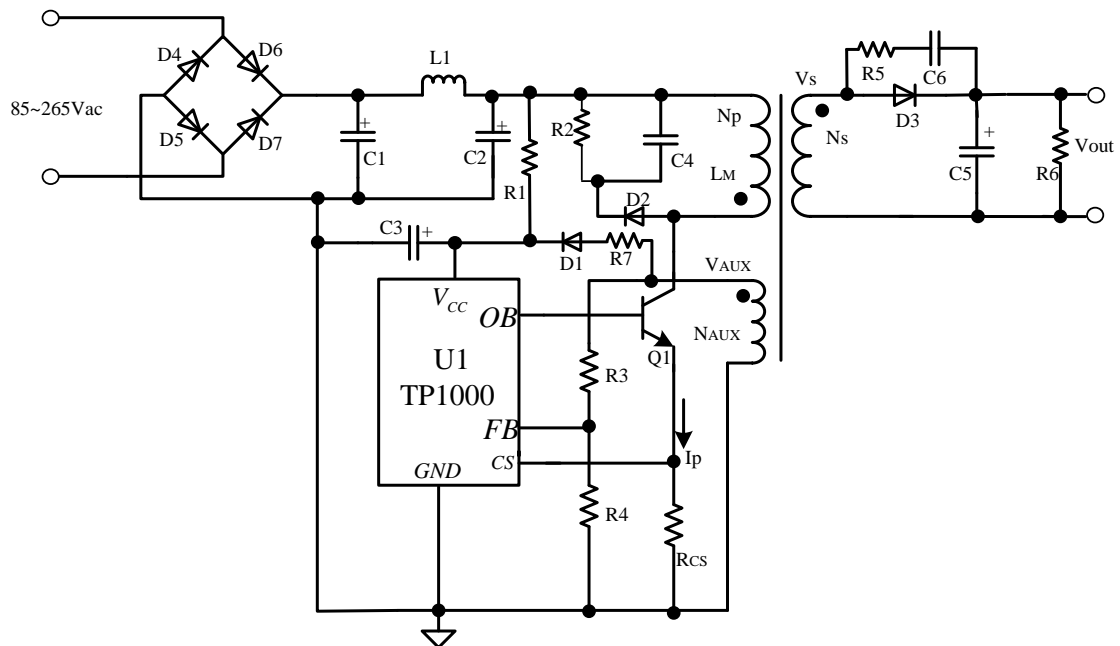 D4
D6
L1
R5
C6
Vs
D3
85~265Vac
+
+
R2
Np
Ns
+
Vout
D5
D7
C1
C2
C4
R1
LM
C5
R6
D2
C3
+
D1
R7
VAUX
VCC
OB
NAUX
U1
Q1
TP1000
R3
FB
CS
Ip
GND
R4
RCS